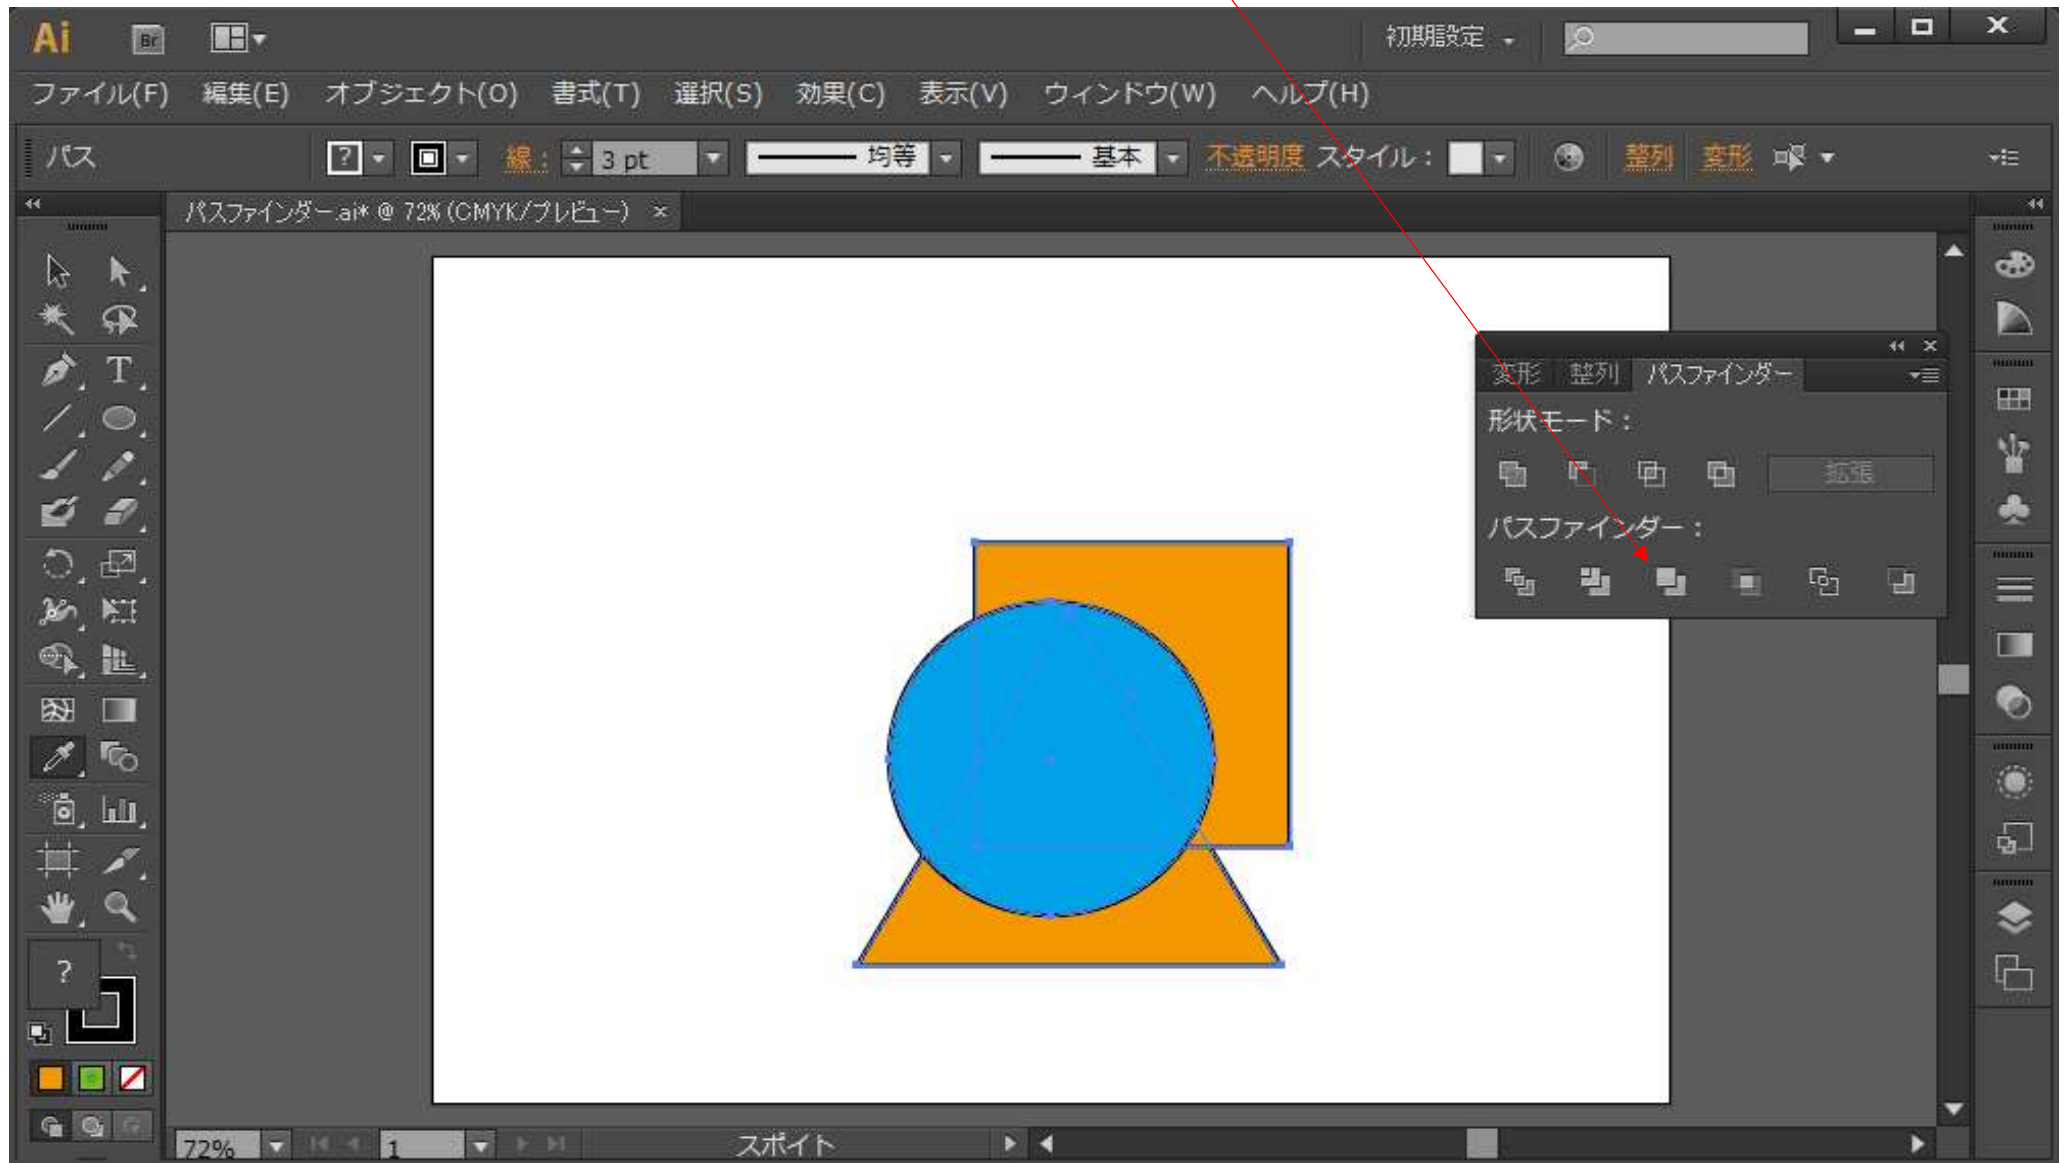 Ai Br 初期設定
ファイル(F) 編集(E) オブジェクト(O) 書式(T) 選択(S) 効果(C) 表示(V) ウィンドウ(W) ヘルプ(H)
パス ? 線 : 3 pt 均等 基本 不透明度 スタイル : 整列 変形
パスファインダー.ai* @ 72% (CMYK/プレビュー) ×
変形 整列 パスファインダー
形状モード :
拡張
パスファインダー :
T
?
72% 1 スポイト